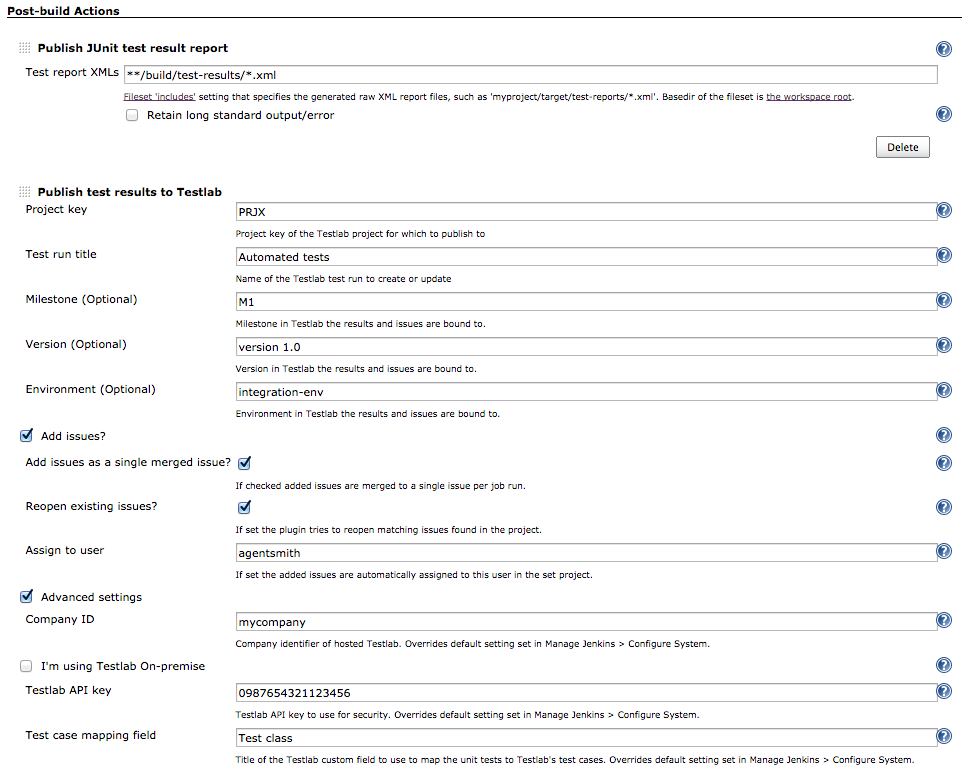 Post-build Actions
Publish JUnit test result report
Test report XMLs **/build/test-results/*.xml
Fileset 'includes' setting that specifies the generated raw XML report files, such as 'myproject/target/test-reports/*.xml'. Basedir of the fileset is the workspace root.
Retain long standard output/error
Delete
Publish test results to Testlab
Project key PRJX
Project key of the Testlab project for which to publish to
Test run title Automated tests
Name of the Testlab test run to create or update
Milestone (Optional) M1
Milestone in Testlab the results and issues are bound to.
Version (Optional) version 1.0
Version in Testlab the results and issues are bound to.
Environment (Optional) integration-env
Environment in Testlab the results and issues are bound to.
Add issues?
Add issues as a single merged issue?
If checked added issues are merged to a single issue per job run.
Reopen existing issues?
If set the plugin tries to reopen matching issues found in the project.
Assign to user agentsmith
If set the added issues are automatically assigned to this user in the set project.
Advanced settings
Company ID mycompany
Company identifier of hosted Testlab. Overrides default setting set in Manage Jenkins > Configure System.
I'm using Testlab On-premise
Testlab API key 0987654321123456
Testlab API key to use for security. Overrides default setting set in Manage Jenkins > Configure System.
Test case mapping field Test class
Title of the Testlab custom field to use to map the unit tests to Testlab's test cases. Overrides default setting set in Manage Jenkins > Configure System.